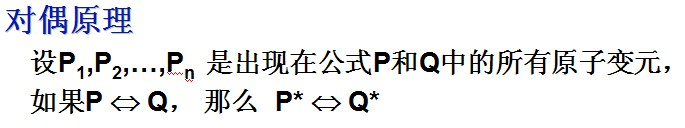 对偶原理
设P₁,P₂,…,Pₙ 是出现在公式P和Q中的所有原子变元，
如果P ⇔ Q， 那么 P* ⇔ Q*